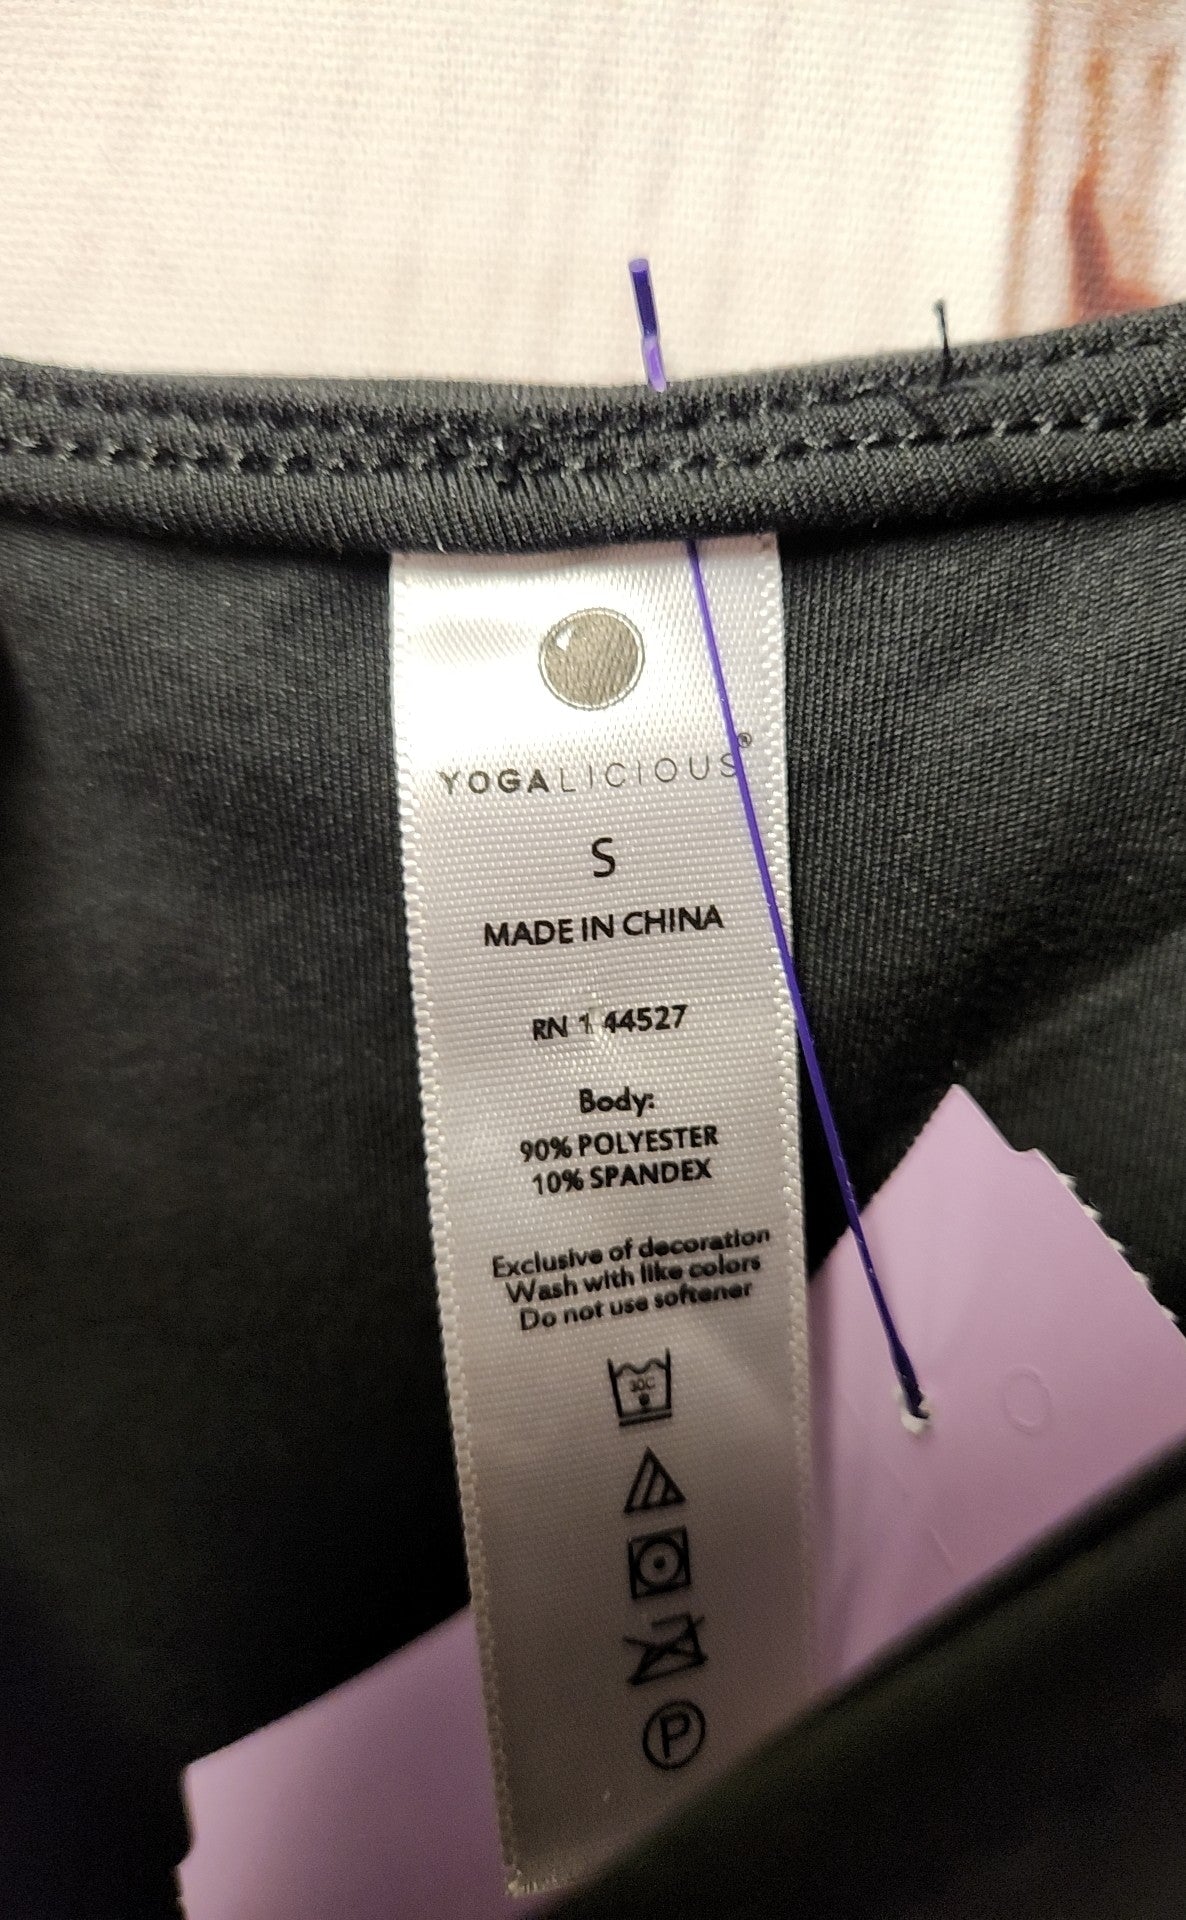 YOGALICIOUS®
S
MADE IN CHINA
RN 144527
Body:
90% POLYESTER
10% SPANDEX
Exclusive of decoration
Wash with like colors
Do not use softener
30C
P